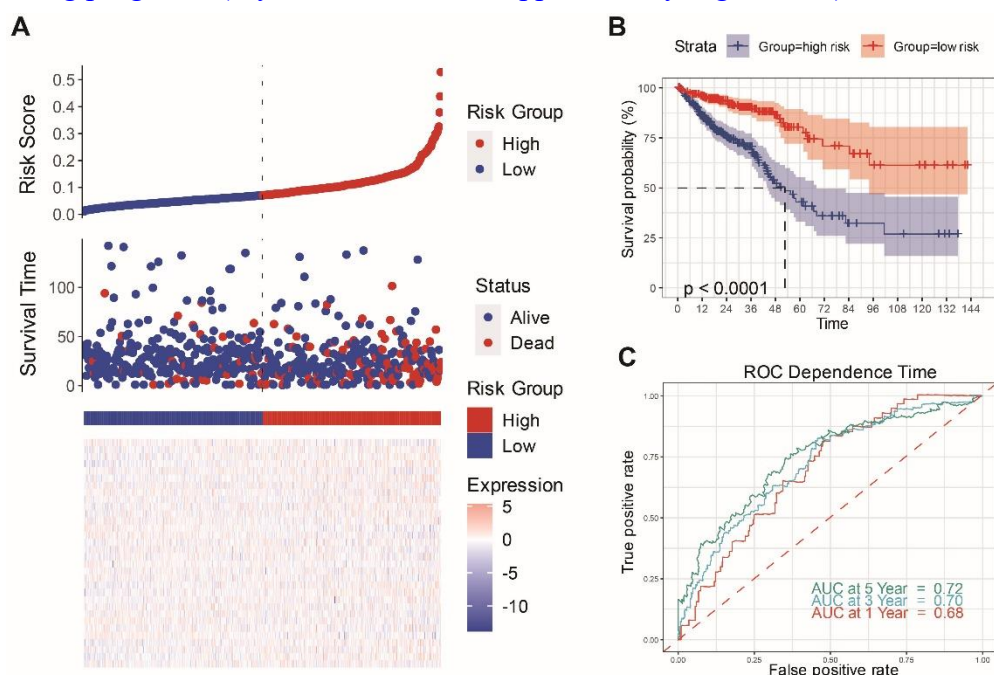 A
Risk Score
0.5
0.4
0.3
0.2
0.1
0.0
Risk Group
High
Low
Survival Time
100
50
0
Status
Alive
Dead
Risk Group
High
Low
Expression
5
0
-5
-10
B
Strata
Group=high risk
Group=low risk
Survival probability (%)
100
75
50
25
0
p < 0.0001
0 12 24 36 48 60 72 84 96 108 120 132 144
Time
C
ROC Dependence Time
True positive rate
1.00
0.75
0.50
0.25
0.00
AUC at 5 Year = 0.72
AUC at 3 Year = 0.70
AUC at 1 Year = 0.68
0.00 0.25 0.50 0.75 1.00
False positive rate